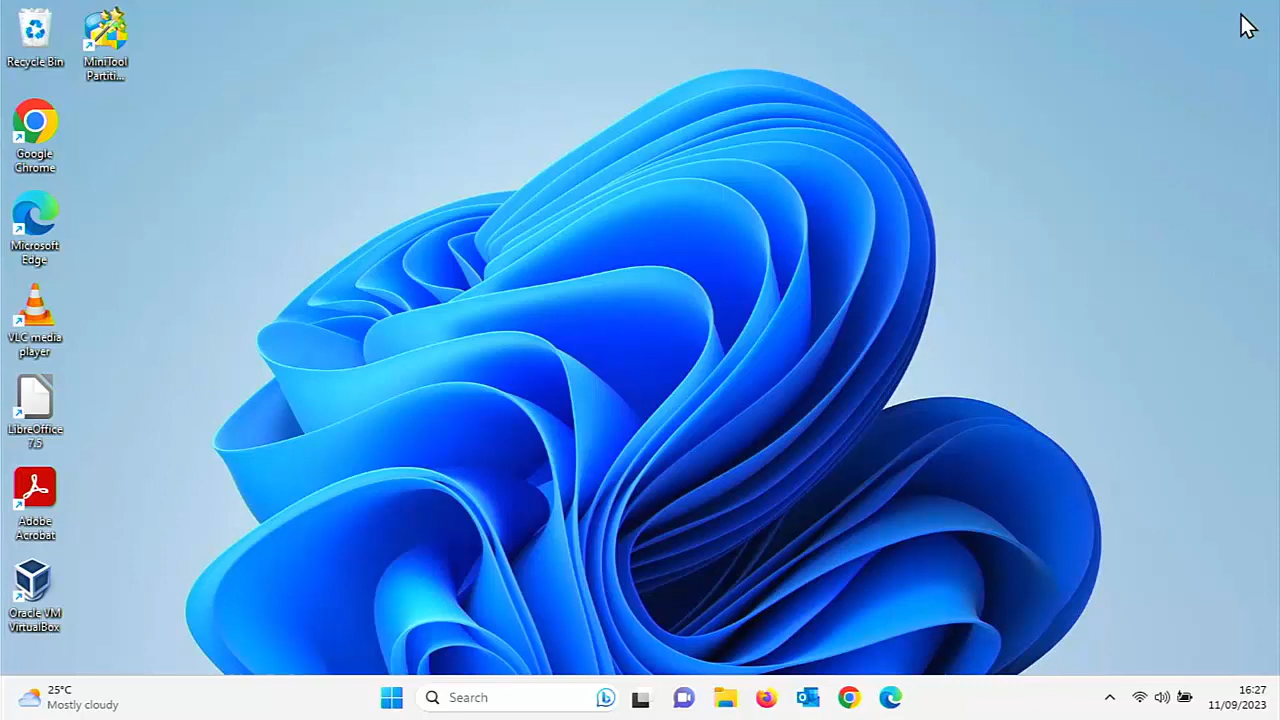 Recycle Bin
MiniTool
Partiti...
Google
Chrome
Microsoft
Edge
VLC media
player
LibreOffice
7.5
Adobe
Acrobat
Oracle VM
VirtualBox
25°C
Mostly cloudy
Search
16:27
11/09/2023